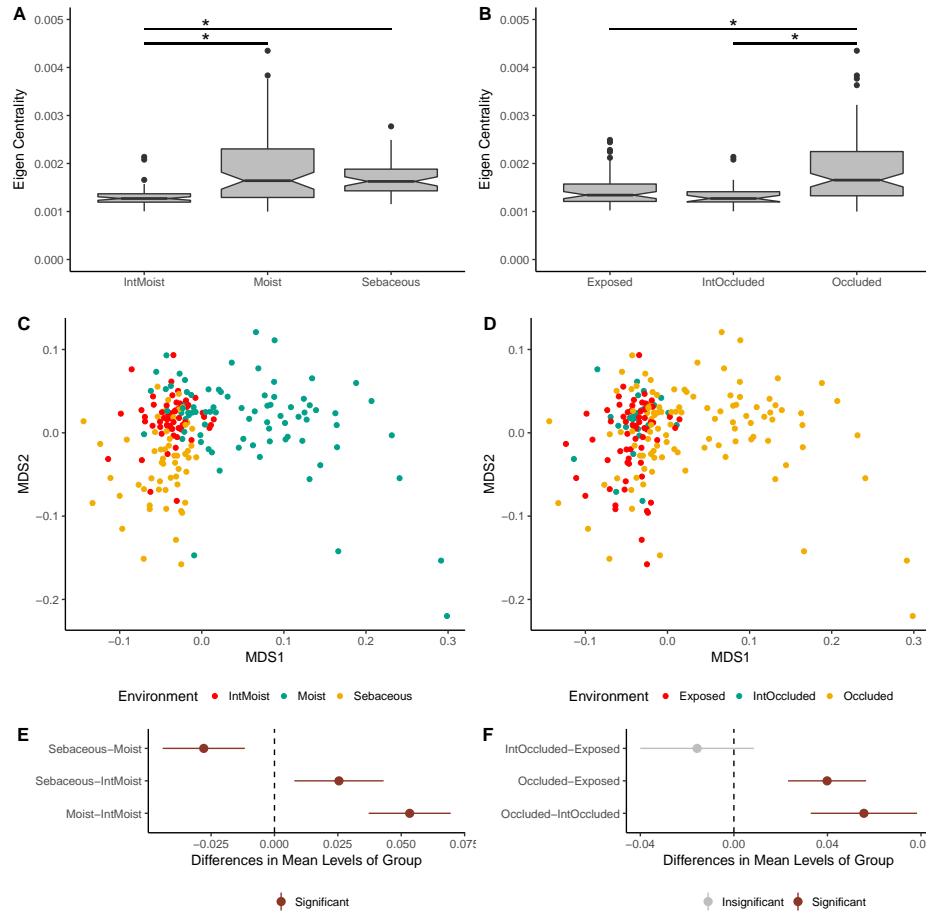 A
B
Eigen Centrality
0.005
0.004
0.003
0.002
0.001
0.000
*
*
IntMoist Moist Sebaceous
Eigen Centrality
0.005
0.004
0.003
0.002
0.001
0.000
*
*
Exposed IntOccluded Occluded
C
D
MDS2
0.1
0.0
−0.1
−0.2
−0.1 0.0 0.1 0.2 0.3
MDS1
Environment IntMoist Moist Sebaceous
MDS2
0.1
0.0
−0.1
−0.2
−0.1 0.0 0.1 0.2 0.3
MDS1
Environment Exposed IntOccluded Occluded
E
Sebaceous−Moist
Sebaceous−IntMoist
Moist−IntMoist
0.000 0.025 0.050 0.075
Differences in Mean Levels of Group
Significant
F
IntOccluded−Exposed
Occluded−Exposed
Occluded−IntOccluded
−0.04 0.00 0.04
Differences in Mean Levels of Group
Insignificant Significant